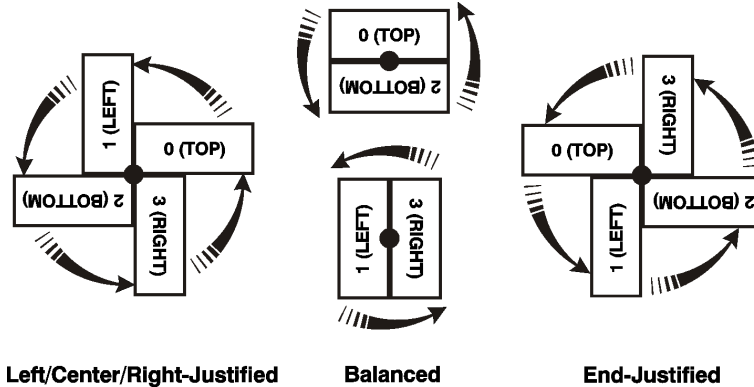 1 (LEFT)
0 (TOP)
2 (BOTTOM)
3 (RIGHT)
Left/Center/Right-Justified
0 (TOP)
2 (BOTTOM)
1 (LEFT)
3 (RIGHT)
Balanced
3 (RIGHT)
0 (TOP)
2 (BOTTOM)
1 (LEFT)
End-Justified